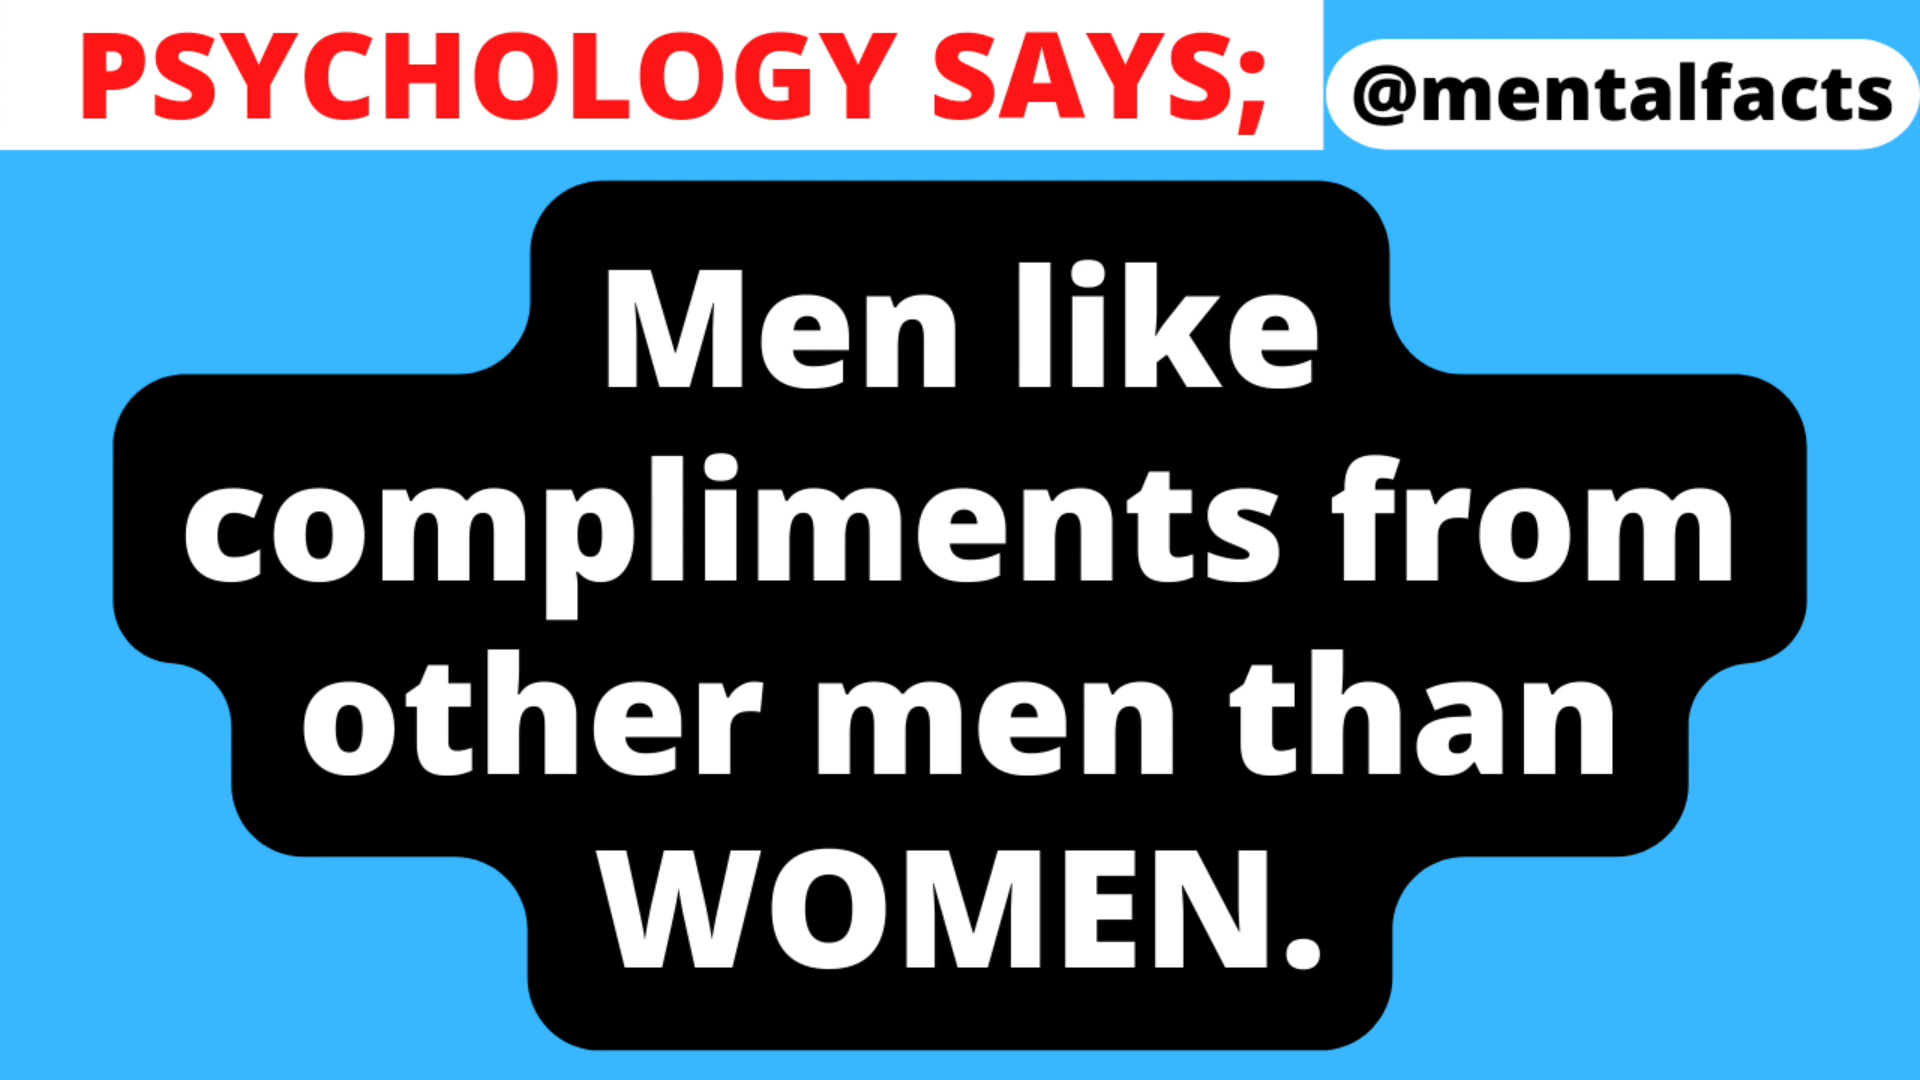 PSYCHOLOGY SAYS;
@mentalfacts
Men like
compliments from
other men than
WOMEN.